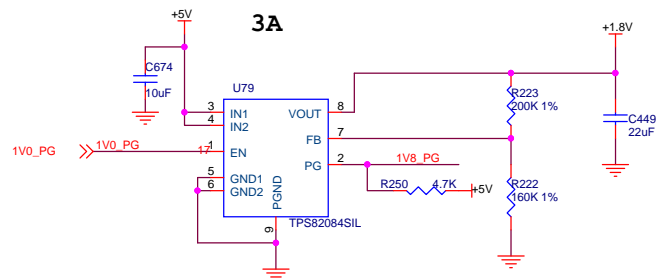 +5V
3A
+1.8V
C674
10uF
U79
3
IN1
4
IN2
VOUT
8
R223
200K 1%
C449
22uF
FB
7
1V0_PG
1V0_PG
17
1
EN
PG
2
1V8_PG
5
GND1
6
GND2
PGND
R250
4.7K
+5V
R222
160K 1%
9
TPS82084SIL